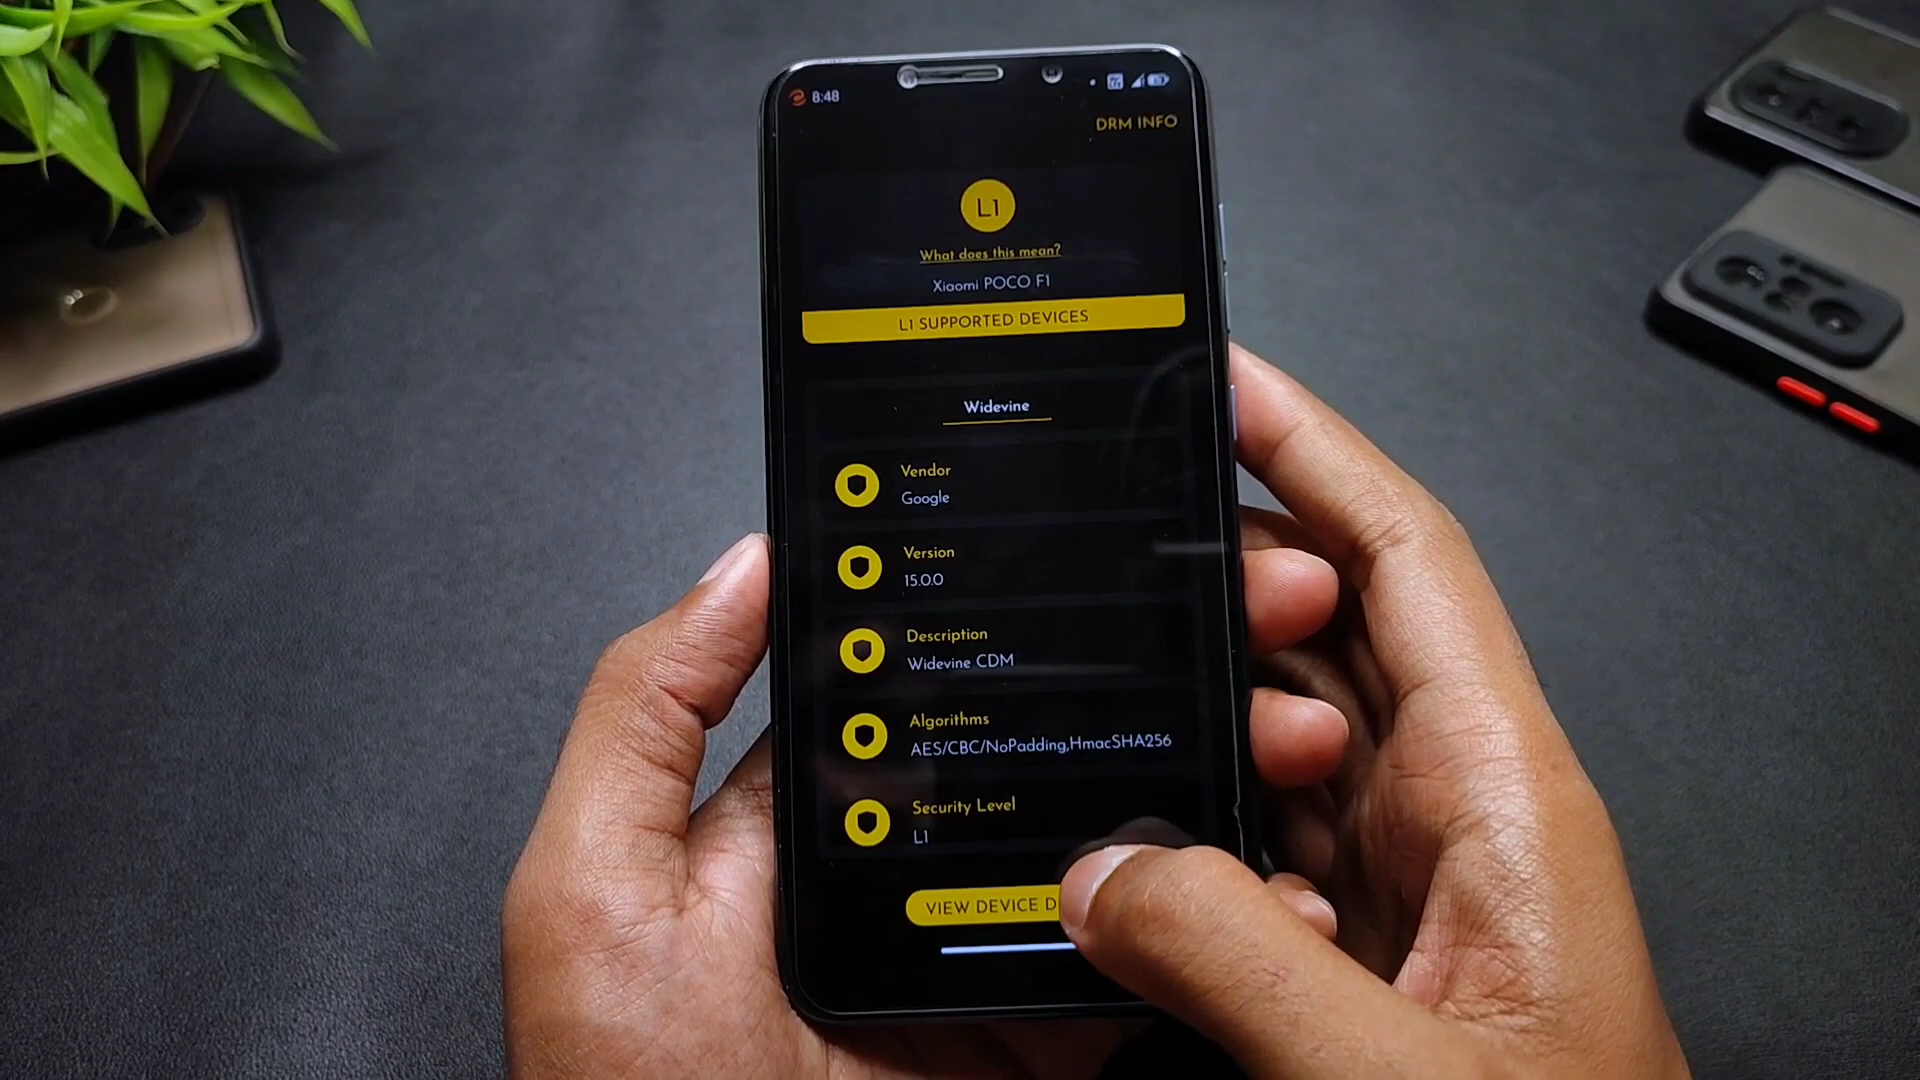 8:48
DRM INFO
L1
What does this mean?
Xiaomi POCO F1
L1 SUPPORTED DEVICES
Widevine
Vendor
Google
Version
15.0.0
Description
Widevine CDM
Algorithms
AES/CBC/NoPadding,HmacSHA256
Security Level
L1
VIEW DEVICE D